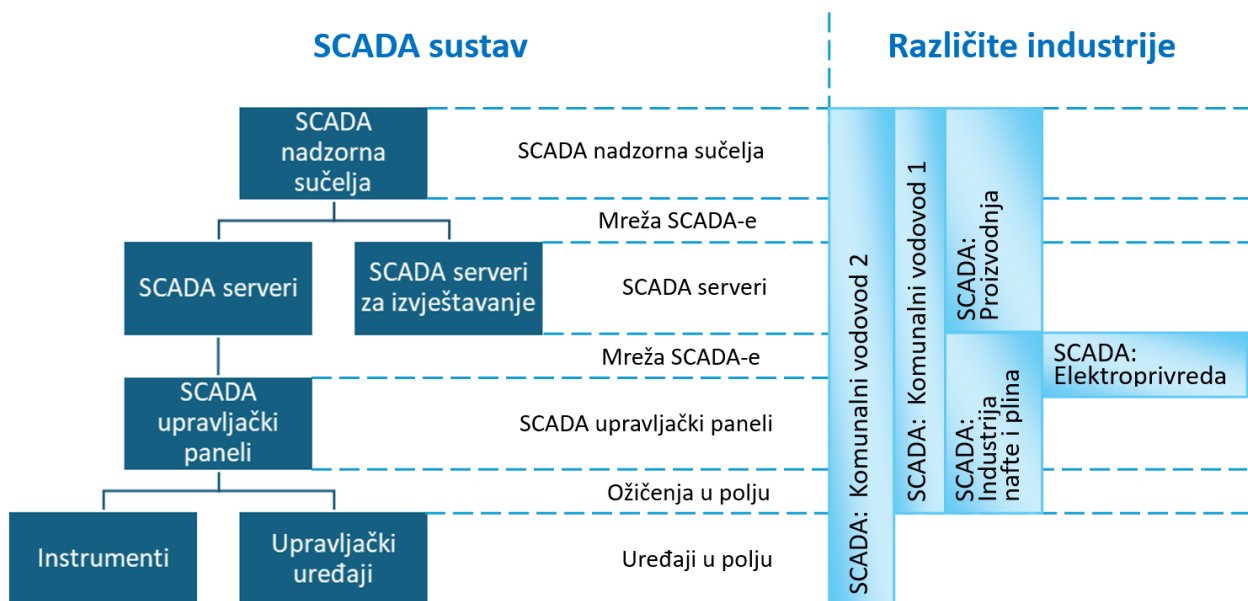 SCADA sustav
Različite industrije
SCADA
nadzorna
sučelja
SCADA nadzorna sučelja
Mreža SCADA-e
SCADA serveri
SCADA serveri
za izvještavanje
SCADA serveri
Mreža SCADA-e
SCADA
upravljački
paneli
SCADA upravljački paneli
Ožičenja u polju
Instrumenti
Upravljački
uređaji
Uređaji u polju
SCADA: Komunalni vodovod 2
SCADA: Komunalni vodovod 1
SCADA:
Proizvodnja
SCADA:
Industrija
nafte i plina
SCADA:
Elektroprivreda